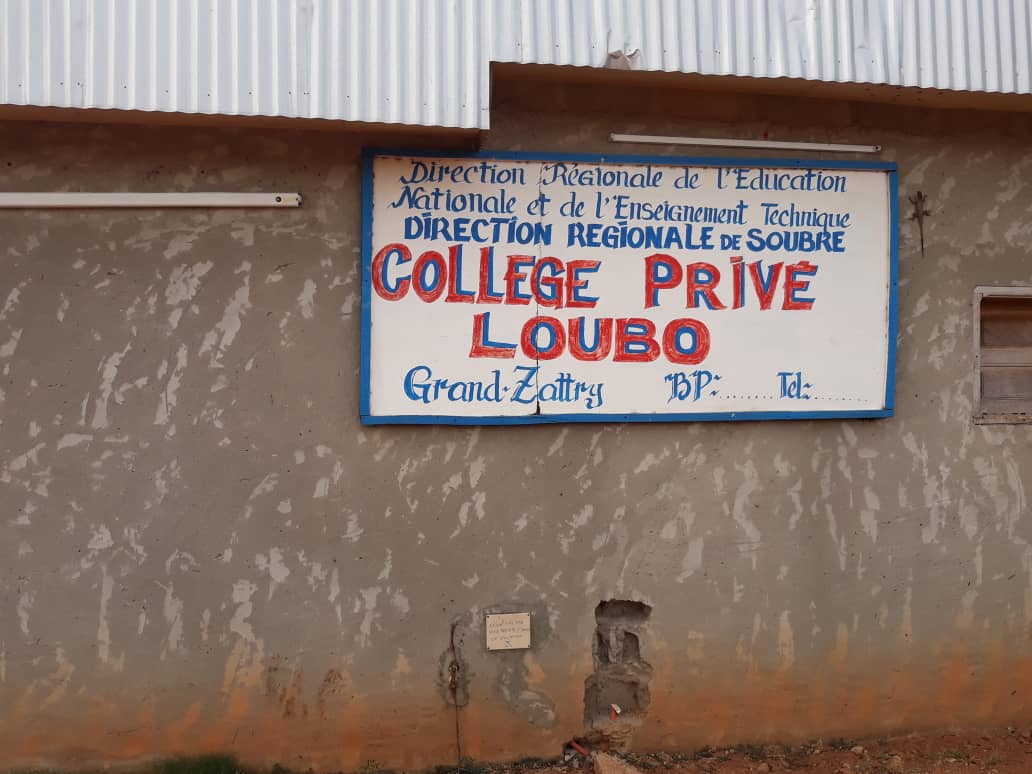 Direction Régionale de l'Education
Nationale et de l'Enseignement Technique
DIRECTION REGIONALE DE SOUBRE
COLLEGE PRIVÉ
LOUBO
Grand-Zattry BP:........ Tel:........